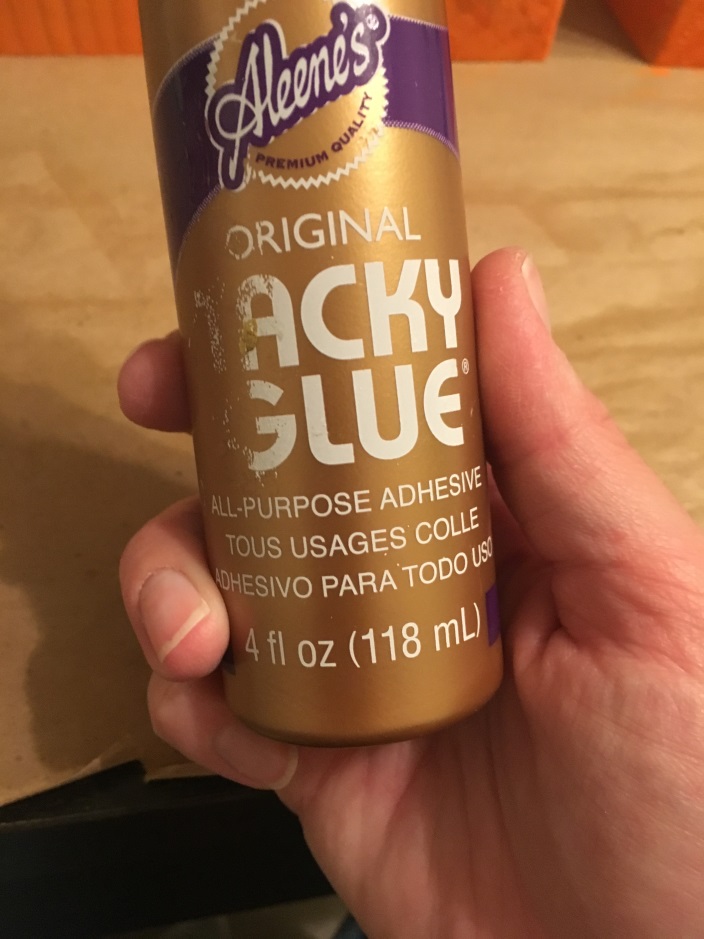 Aleene's®
PREMIUM QUALITY
ORIGINAL
ACKY
GLUE®
ALL-PURPOSE ADHESIVE
TOUS USAGES COLLE
ADHESIVO PARA TODO USO
4 fl oz (118 mL)